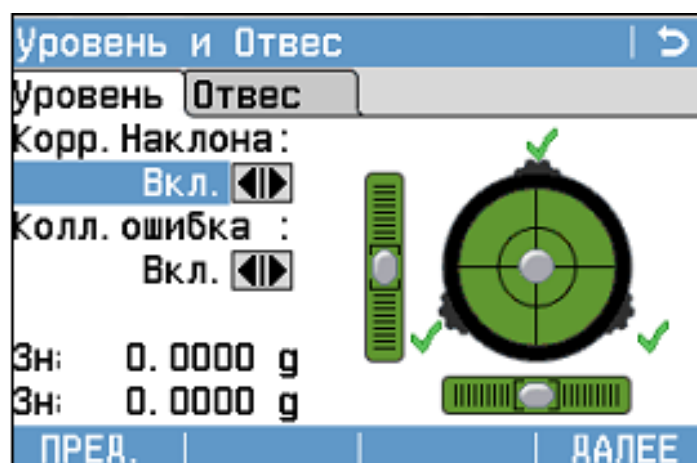 Уровень и Отвес
Уровень Отвес
Корр. Наклона:
Вкл.
Колл. ошибка :
Вкл.
Зн: 0.0000 g
Зн: 0.0000 g
ПРЕД. ДАЛЕЕ